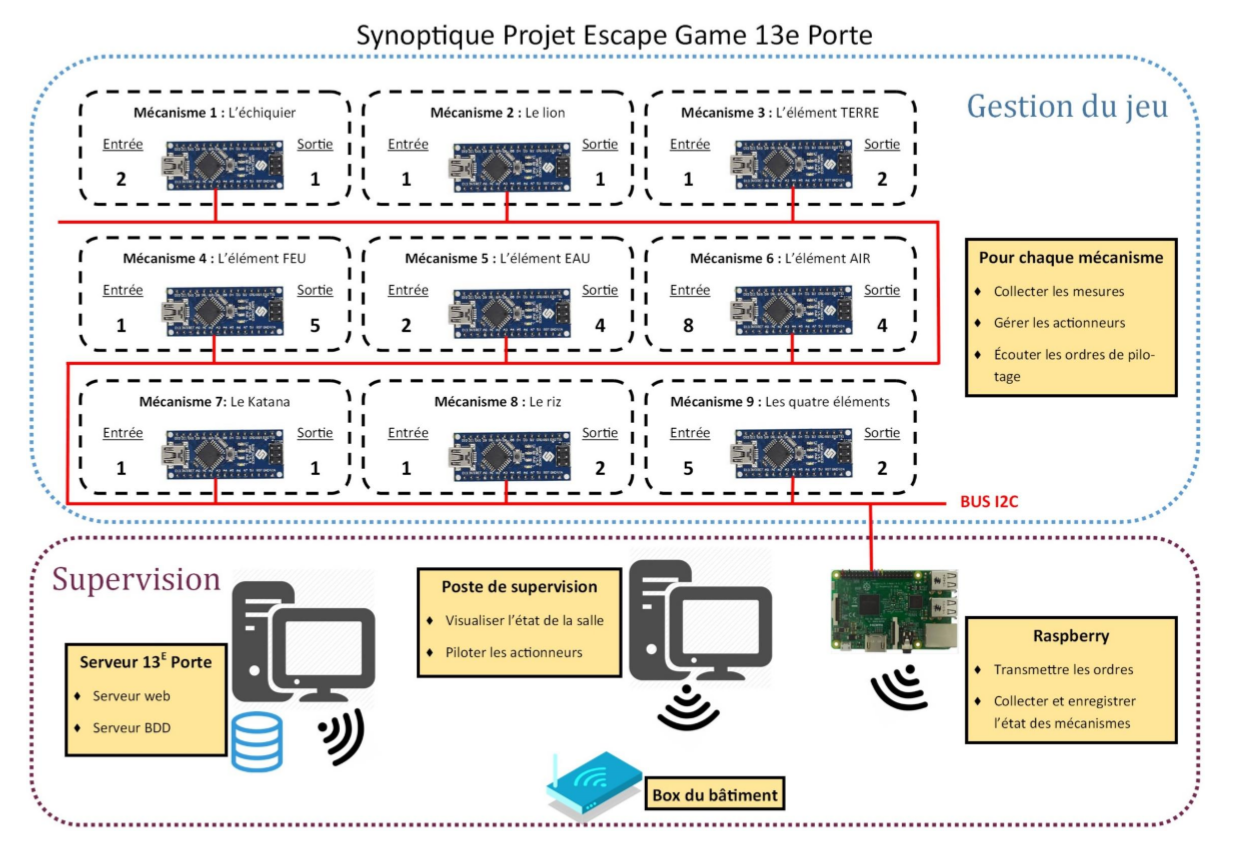 Synoptique Projet Escape Game 13e Porte
Gestion du jeu
Mécanisme 1 : L'échiquier
Entrée
Sortie
2
1
Mécanisme 2 : Le lion
Entrée
Sortie
1
1
Mécanisme 3 : L'élément TERRE
Entrée
Sortie
1
2
Mécanisme 4 : L'élément FEU
Entrée
Sortie
1
5
Mécanisme 5 : L'élément EAU
Entrée
Sortie
2
4
Mécanisme 6 : L'élément AIR
Entrée
Sortie
8
4
Pour chaque mécanisme
♦ Collecter les mesures
♦ Gérer les actionneurs
♦ Écouter les ordres de pilo-
tage
Mécanisme 7: Le Katana
Entrée
Sortie
1
1
Mécanisme 8 : Le riz
Entrée
Sortie
1
2
Mécanisme 9 : Les quatre éléments
Entrée
Sortie
5
2
BUS I2C
Supervision
Serveur 13E Porte
♦ Serveur web
♦ Serveur BDD
Poste de supervision
♦ Visualiser l'état de la salle
♦ Piloter les actionneurs
Raspberry
♦ Transmettre les ordres
♦ Collecter et enregistrer
l'état des mécanismes
Box du bâtiment